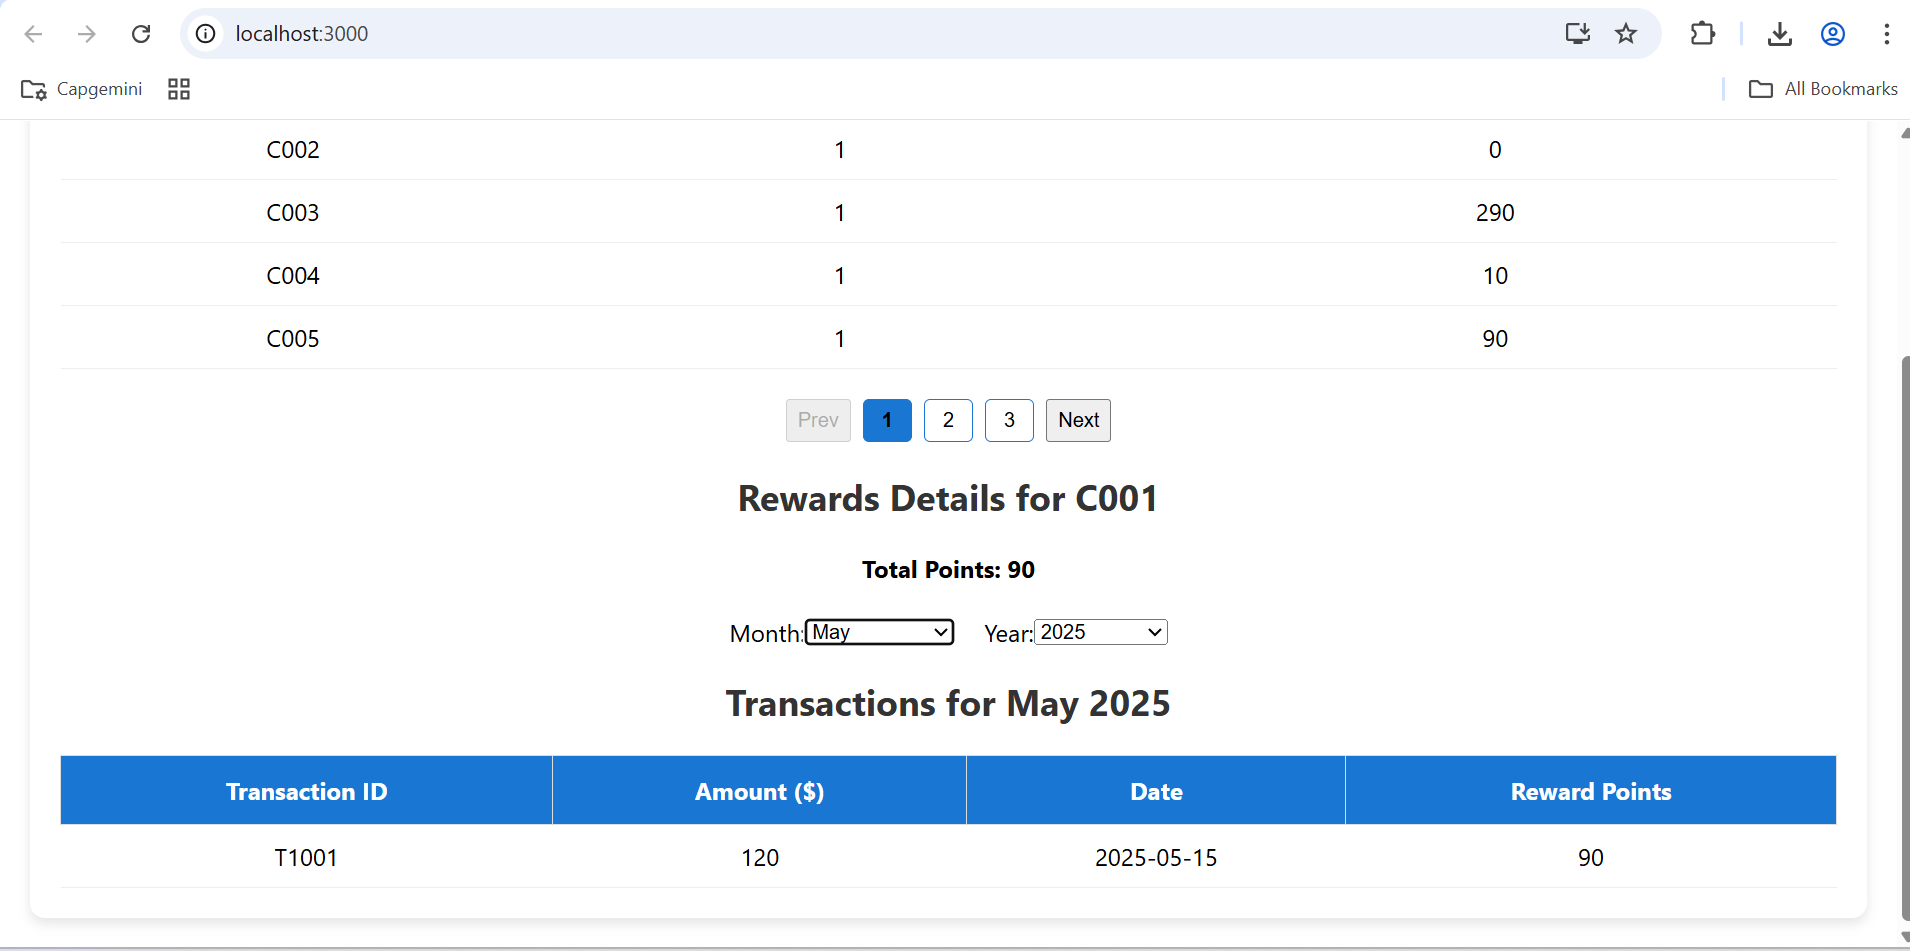 localhost:3000
Capgemini
All Bookmarks
C002 1 0
C003 1 290
C004 1 10
C005 1 90
Prev 1 2 3 Next
Rewards Details for C001
Total Points: 90
Month: May Year: 2025
Transactions for May 2025
Transaction ID Amount ($) Date Reward Points
T1001 120 2025-05-15 90